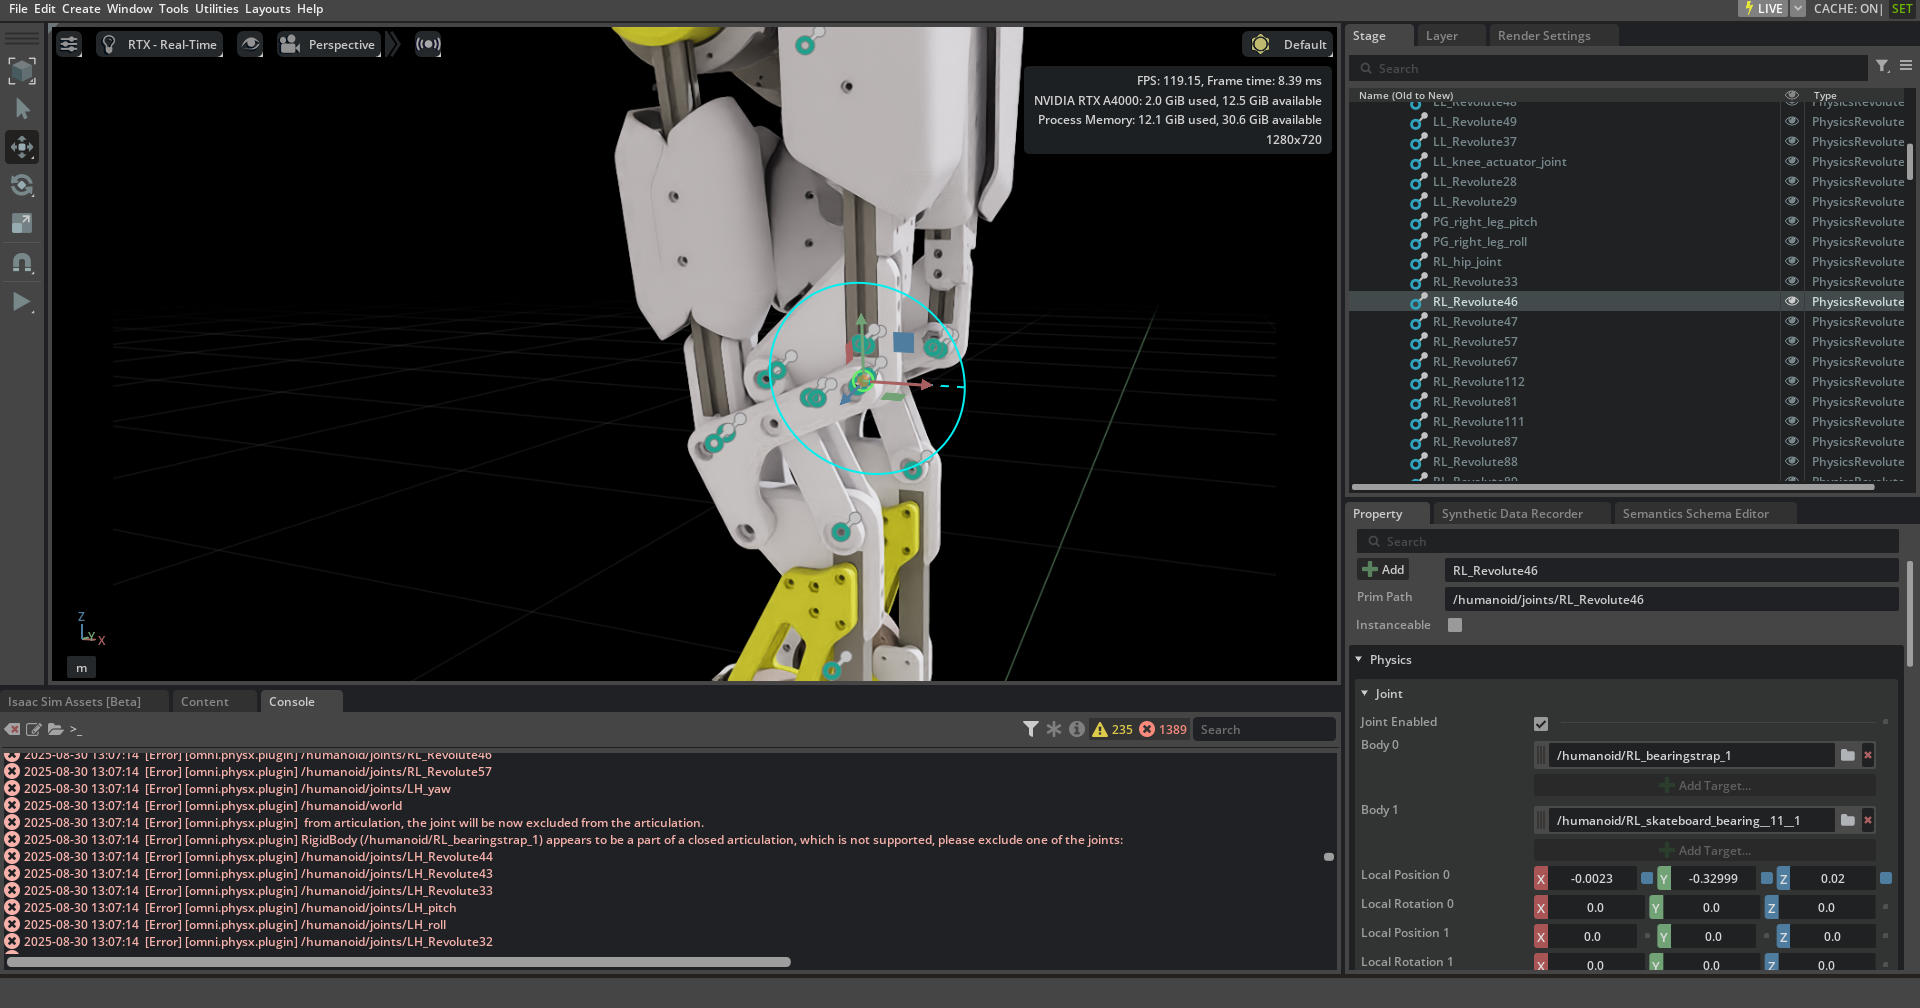 File Edit Create Window Tools Utilities Layouts Help
LIVE CACHE: ON| SET
RTX - Real-Time
Perspective
Default
FPS: 119.15, Frame time: 8.39 ms
NVIDIA RTX A4000: 2.0 GiB used, 12.5 GiB available
Process Memory: 12.1 GiB used, 30.6 GiB available
1280x720
Z
Y
X
m
Stage Layer Render Settings
Search
Name (Old to New) Type
LL_Revolute48 PhysicsRevolute
LL_Revolute49 PhysicsRevolute
LL_Revolute37 PhysicsRevolute
LL_knee_actuator_joint PhysicsRevolute
LL_Revolute28 PhysicsRevolute
LL_Revolute29 PhysicsRevolute
PG_right_leg_pitch PhysicsRevolute
PG_right_leg_roll PhysicsRevolute
RL_hip_joint PhysicsRevolute
RL_Revolute33 PhysicsRevolute
RL_Revolute46 PhysicsRevolute
RL_Revolute47 PhysicsRevolute
RL_Revolute57 PhysicsRevolute
RL_Revolute67 PhysicsRevolute
RL_Revolute112 PhysicsRevolute
RL_Revolute81 PhysicsRevolute
RL_Revolute111 PhysicsRevolute
RL_Revolute87 PhysicsRevolute
RL_Revolute88 PhysicsRevolute
Property Synthetic Data Recorder Semantics Schema Editor
Search
Add RL_Revolute46
Prim Path /humanoid/joints/RL_Revolute46
Instanceable
Physics
Joint
Joint Enabled
Body 0 /humanoid/RL_bearingstrap_1
Add Target...
Body 1 /humanoid/RL_skateboard_bearing__11__1
Add Target...
Local Position 0 X -0.0023 Y -0.32999 Z 0.02
Local Rotation 0 X 0.0 Y 0.0 Z 0.0
Local Position 1 X 0.0 Y 0.0 Z 0.0
Local Rotation 1 X 0.0 Y 0.0 Z 0.0
Isaac Sim Assets [Beta] Content Console
>_ 235 1389 Search
2025-08-30 13:07:14 [Error] [omni.physx.plugin] /humanoid/joints/RL_Revolute46
2025-08-30 13:07:14 [Error] [omni.physx.plugin] /humanoid/joints/RL_Revolute57
2025-08-30 13:07:14 [Error] [omni.physx.plugin] /humanoid/joints/LH_yaw
2025-08-30 13:07:14 [Error] [omni.physx.plugin] /humanoid/world
2025-08-30 13:07:14 [Error] [omni.physx.plugin] from articulation, the joint will be now excluded from the articulation.
2025-08-30 13:07:14 [Error] [omni.physx.plugin] RigidBody (/humanoid/RL_bearingstrap_1) appears to be a part of a closed articulation, which is not supported, please exclude one of the joints:
2025-08-30 13:07:14 [Error] [omni.physx.plugin] /humanoid/joints/LH_Revolute44
2025-08-30 13:07:14 [Error] [omni.physx.plugin] /humanoid/joints/LH_Revolute43
2025-08-30 13:07:14 [Error] [omni.physx.plugin] /humanoid/joints/LH_Revolute33
2025-08-30 13:07:14 [Error] [omni.physx.plugin] /humanoid/joints/LH_pitch
2025-08-30 13:07:14 [Error] [omni.physx.plugin] /humanoid/joints/LH_roll
2025-08-30 13:07:14 [Error] [omni.physx.plugin] /humanoid/joints/LH_Revolute32